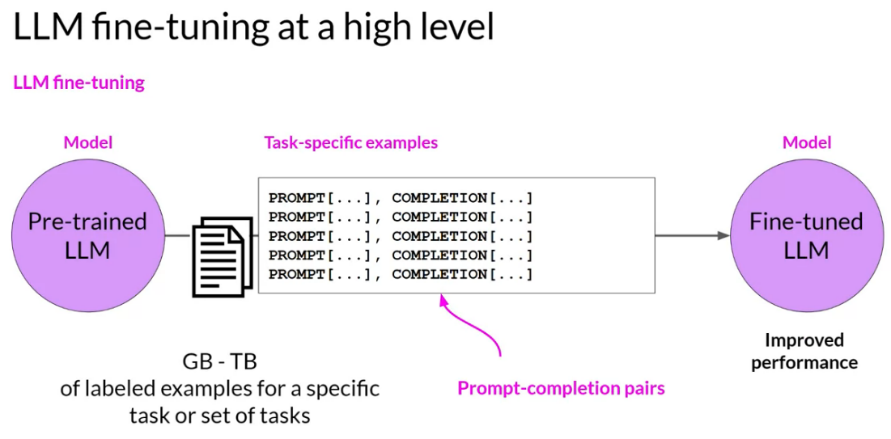 LLM fine-tuning at a high level
LLM fine-tuning
Model
Task-specific examples
Model
Pre-trained
LLM
PROMPT[...], COMPLETION[...]
PROMPT[...], COMPLETION[...]
PROMPT[...], COMPLETION[...]
PROMPT[...], COMPLETION[...]
PROMPT[...], COMPLETION[...]
Fine-tuned
LLM
GB - TB
of labeled examples for a specific
task or set of tasks
Prompt-completion pairs
Improved
performance